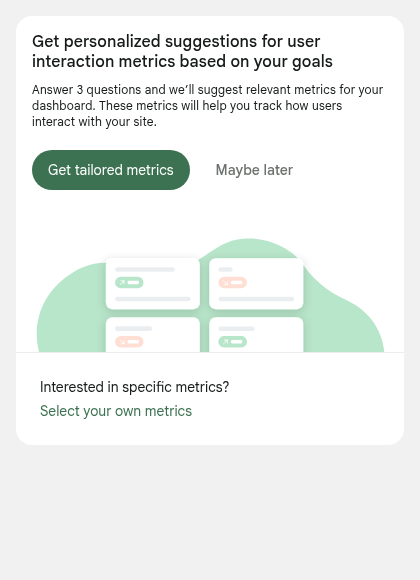 Get personalized suggestions for user
interaction metrics based on your goals
Answer 3 questions and we’ll suggest relevant metrics for your
dashboard. These metrics will help you track how users
interact with your site.
Get tailored metrics
Maybe later
Interested in specific metrics?
Select your own metrics